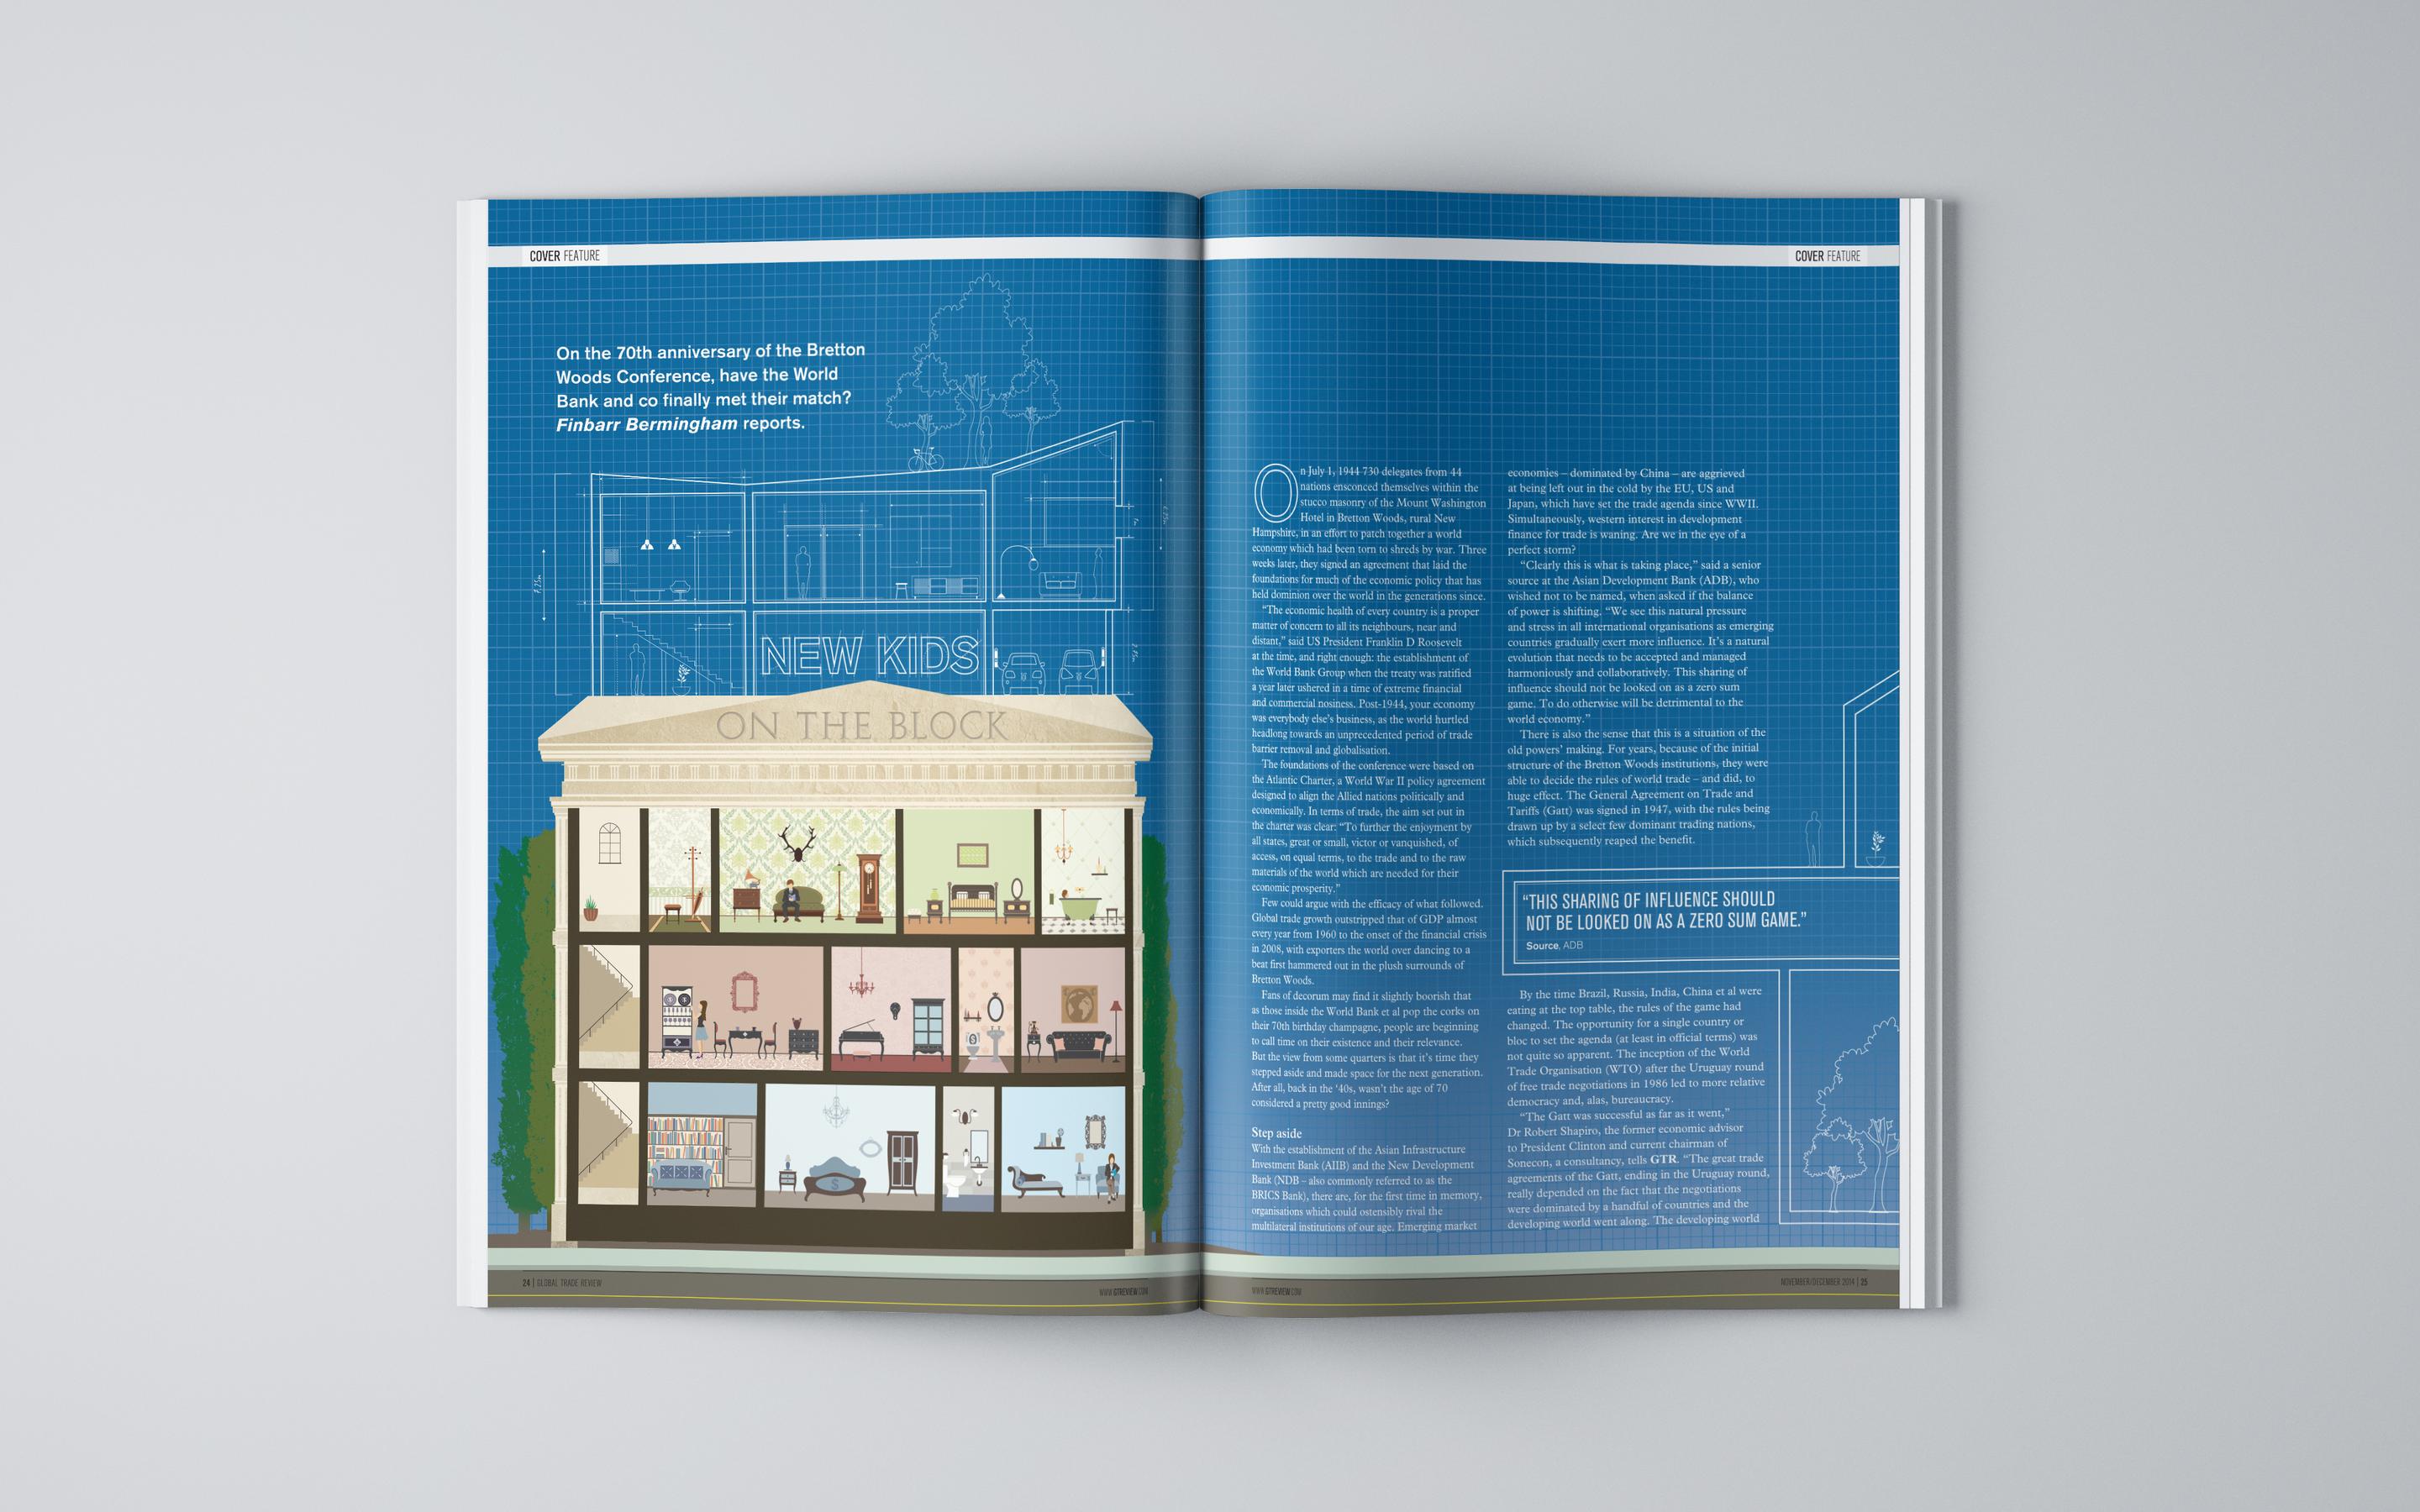 COVER FEATURE
COVER FEATURE
On the 70th anniversary of the Bretton
Woods Conference, have the World
Bank and co finally met their match?
Finbarr Bermingham reports.
NEW KIDS
ON THE BLOCK
24 | GLOBAL TRADE REVIEW
WWW.GTREVIEW.COM
On July 1, 1944 730 delegates from 44
nations ensconced themselves within the
stucco masonry of the Mount Washington
Hotel in Bretton Woods, rural New
Hampshire, in an effort to patch together a world
economy which had been torn to shreds by war. Three
weeks later, they signed an agreement that laid the
foundations for much of the economic policy that has
held dominion over the world in the generations since.
“The economic health of every country is a proper
matter of concern to all its neighbours, near and
distant,” said US President Franklin D Roosevelt
at the time, and right enough: the establishment of
the World Bank Group when the treaty was ratified
a year later ushered in a time of extreme financial
and commercial nosiness. Post-1944, your economy
was everybody else’s business, as the world hurtled
headlong towards an unprecedented period of trade
barrier removal and globalisation.
The foundations of the conference were based on
the Atlantic Charter, a World War II policy agreement
designed to align the Allied nations politically and
economically. In terms of trade, the aim set out in
the charter was clear: “To further the enjoyment by
all states, great or small, victor or vanquished, of
access, on equal terms, to the trade and to the raw
materials of the world which are needed for their
economic prosperity.”
Few could argue with the efficacy of what followed.
Global trade growth outstripped that of GDP almost
every year from 1960 to the onset of the financial crisis
in 2008, with exporters the world over dancing to a
beat first hammered out in the plush surrounds of
Bretton Woods.
Fans of decorum may find it slightly boorish that
as those inside the World Bank et al pop the corks on
their 70th birthday champagne, people are beginning
to call time on their existence and their relevance.
But the view from some quarters is that it’s time they
stepped aside and made space for the next generation.
After all, back in the ‘40s, wasn’t the age of 70
considered a pretty good innings?
Step aside
With the establishment of the Asian Infrastructure
Investment Bank (AIIB) and the New Development
Bank (NDB – also commonly referred to as the
BRICS Bank), there are, for the first time in memory,
organisations which could ostensibly rival the
multilateral institutions of our age. Emerging market
economies – dominated by China – are aggrieved
at being left out in the cold by the EU, US and
Japan, which have set the trade agenda since WWII.
Simultaneously, western interest in development
finance for trade is waning. Are we in the eye of a
perfect storm?
“Clearly this is what is taking place,” said a senior
source at the Asian Development Bank (ADB), who
wished not to be named, when asked if the balance
of power is shifting. “We see this natural pressure
and stress in all international organisations as emerging
countries gradually exert more influence. It’s a natural
evolution that needs to be accepted and managed
harmoniously and collaboratively. This sharing of
influence should not be looked on as a zero sum
game. To do otherwise will be detrimental to the
world economy.”
There is also the sense that this is a situation of the
old powers’ making. For years, because of the initial
structure of the Bretton Woods institutions, they were
able to decide the rules of world trade – and did, to
huge effect. The General Agreement on Trade and
Tariffs (Gatt) was signed in 1947, with the rules being
drawn up by a select few dominant trading nations,
which subsequently reaped the benefit.
“THIS SHARING OF INFLUENCE SHOULD
NOT BE LOOKED ON AS A ZERO SUM GAME.”
Source, ADB
By the time Brazil, Russia, India, China et al were
eating at the top table, the rules of the game had
changed. The opportunity for a single country or
bloc to set the agenda (at least in official terms) was
not quite so apparent. The inception of the World
Trade Organisation (WTO) after the Uruguay round
of free trade negotiations in 1986 led to more relative
democracy and, alas, bureaucracy.
“The Gatt was successful as far as it went,”
Dr Robert Shapiro, the former economic advisor
to President Clinton and current chairman of
Sonecon, a consultancy, tells GTR. “The great trade
agreements of the Gatt, ending in the Uruguay round,
really depended on the fact that the negotiations
were dominated by a handful of countries and the
developing world went along. The developing world
WWW.GTREVIEW.COM
NOVEMBER/DECEMBER 2014 | 25